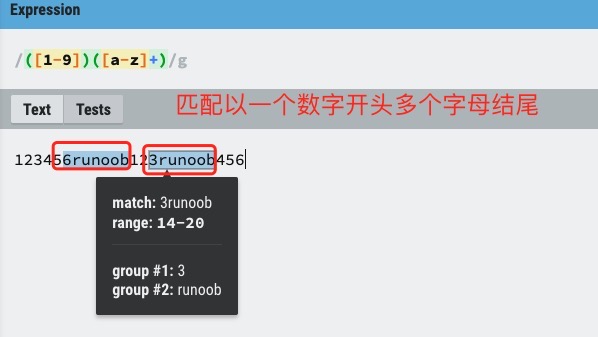 Expression
/([1-9])([a-z]+)/g
Text Tests 匹配以一个数字开头多个字母结尾
123456runoob123runoob456
match: 3runoob
range: 14-20
group #1: 3
group #2: runoob